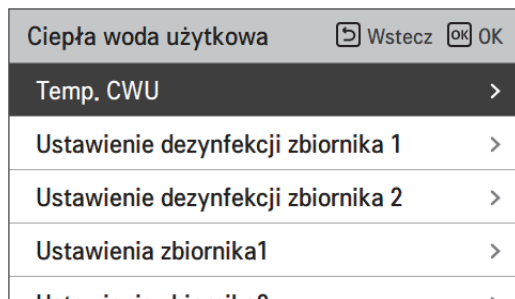 Ciepła woda użytkowa Wstecz OK OK
Temp. CWU
Ustawienie dezynfekcji zbiornika 1
Ustawienie dezynfekcji zbiornika 2
Ustawienia zbiornika1